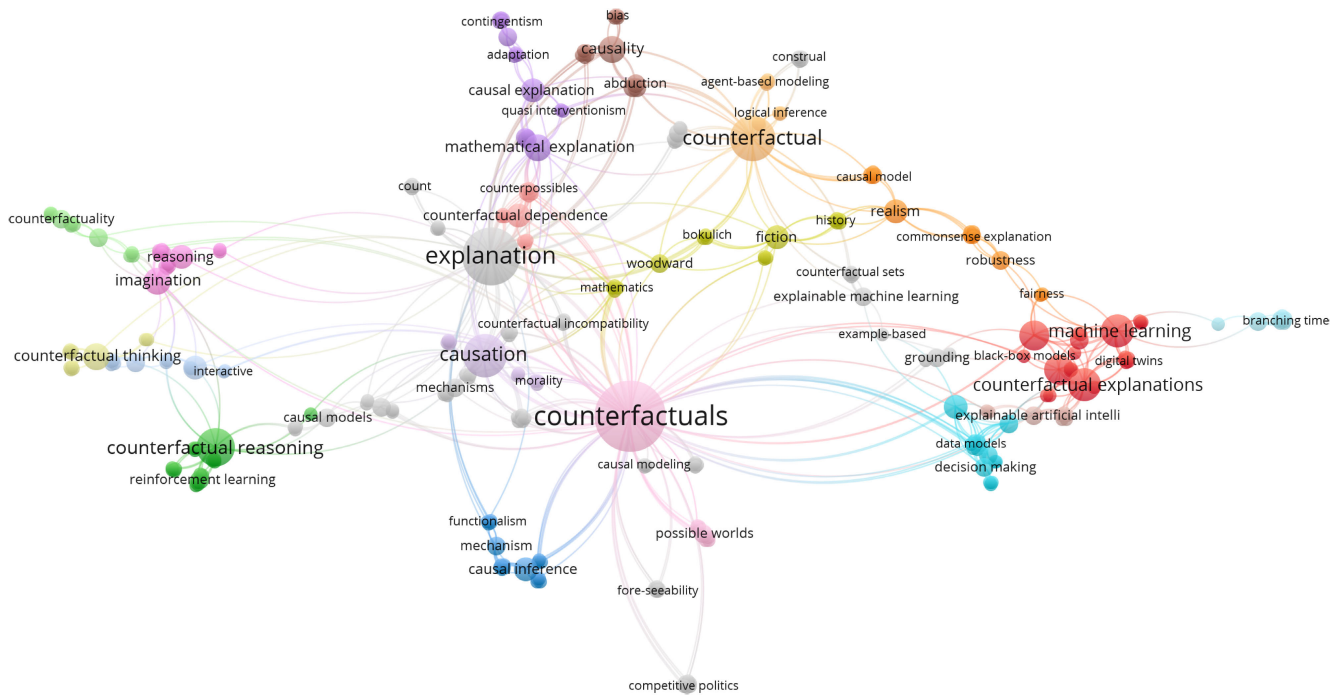 bias
contingentism
causality
adaptation
construal
causal explanation
abduction
agent-based modeling
quasi interventionism
logical inference
mathematical explanation
counterfactual
count
counterpossibles
causal model
counterfactuality
counterfactual dependence
realism
history
bokulich
fiction
commonsense explanation
reasoning
explanation
woodward
robustness
imagination
counterfactual sets
mathematics
explainable machine learning
fairness
counterfactual incompatibility
example-based
machine learning
branching time
counterfactual thinking
causation
grounding
black-box models
digital twins
interactive
mechanisms
morality
counterfactual explanations
causal models
counterfactuals
explainable artificial intelli
counterfactual reasoning
data models
reinforcement learning
causal modeling
decision making
functionalism
possible worlds
mechanism
causal inference
fore-seeability
competitive politics